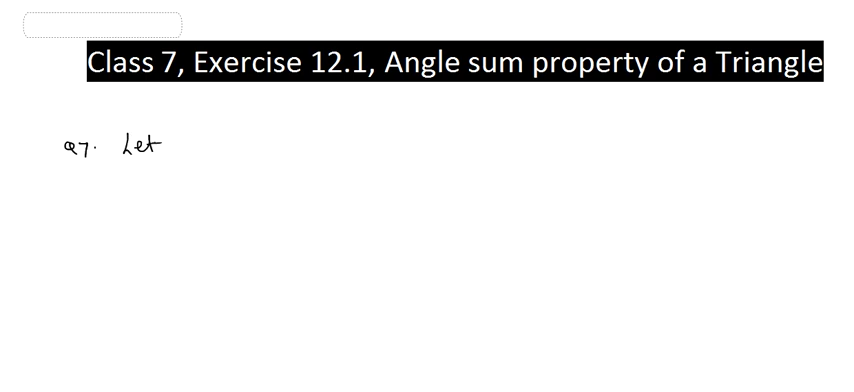 Class 7, Exercise 12.1, Angle sum property of a Triangle
Q7. Let